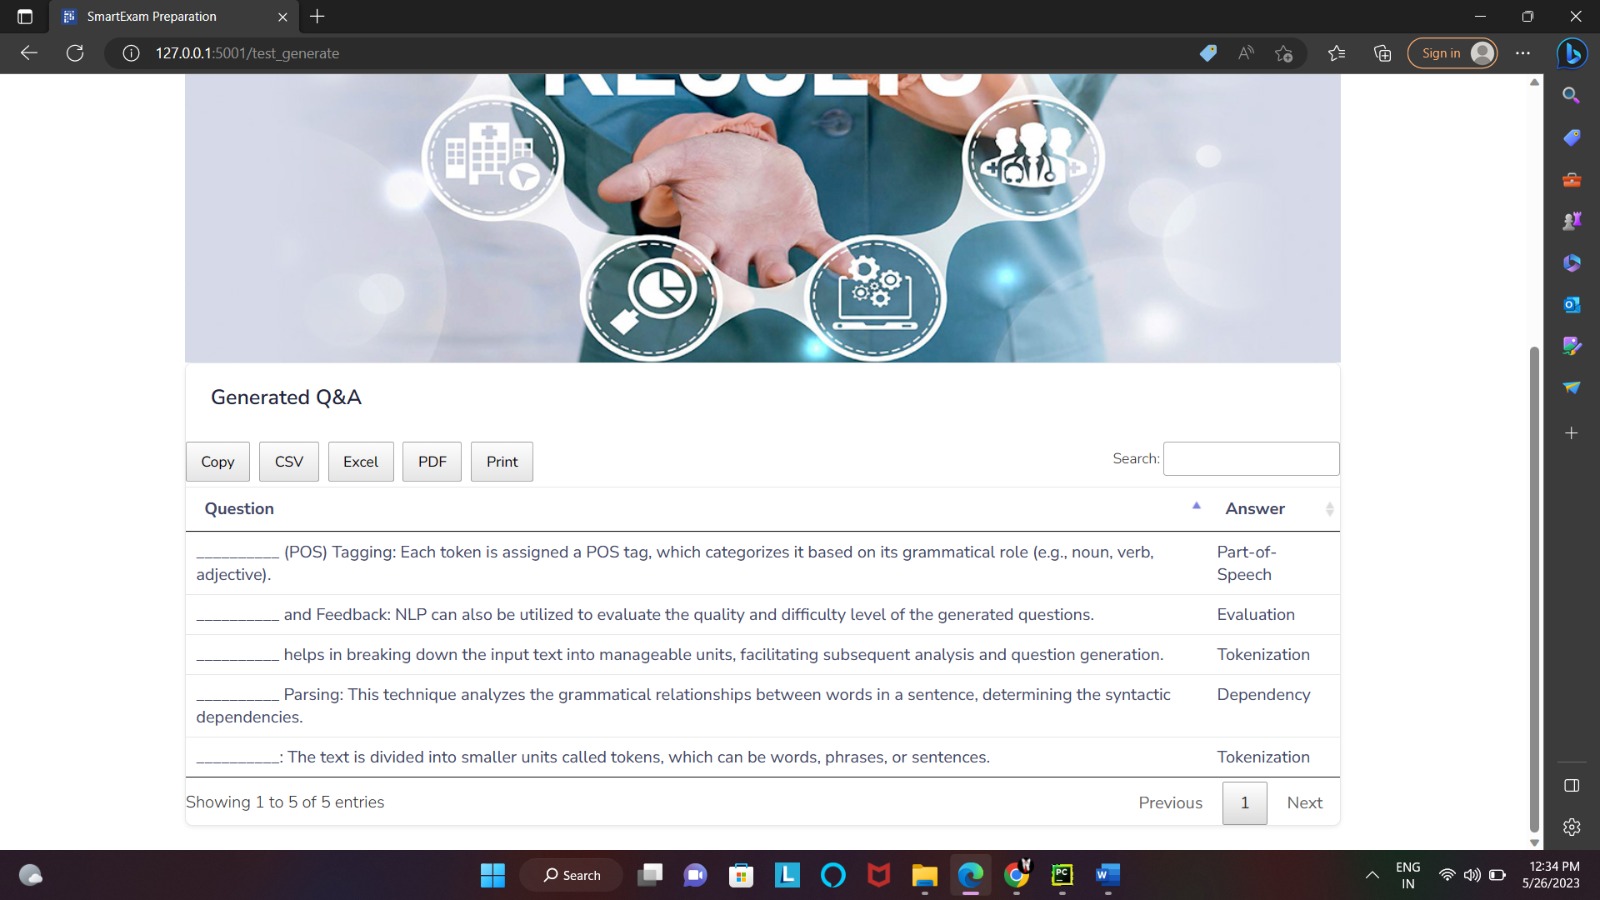 SmartExam Preparation
127.0.0.1:5001/test_generate
Sign in
RESULTS
Generated Q&A
Copy CSV Excel PDF Print Search:
Question Answer
__________ (POS) Tagging: Each token is assigned a POS tag, which categorizes it based on its grammatical role (e.g., noun, verb, Part-of-
adjective). Speech
__________ and Feedback: NLP can also be utilized to evaluate the quality and difficulty level of the generated questions. Evaluation
__________ helps in breaking down the input text into manageable units, facilitating subsequent analysis and question generation. Tokenization
__________ Parsing: This technique analyzes the grammatical relationships between words in a sentence, determining the syntactic Dependency
dependencies.
__________: The text is divided into smaller units called tokens, which can be words, phrases, or sentences. Tokenization
Showing 1 to 5 of 5 entries Previous 1 Next
Search
ENG 12:34 PM
IN 5/26/2023